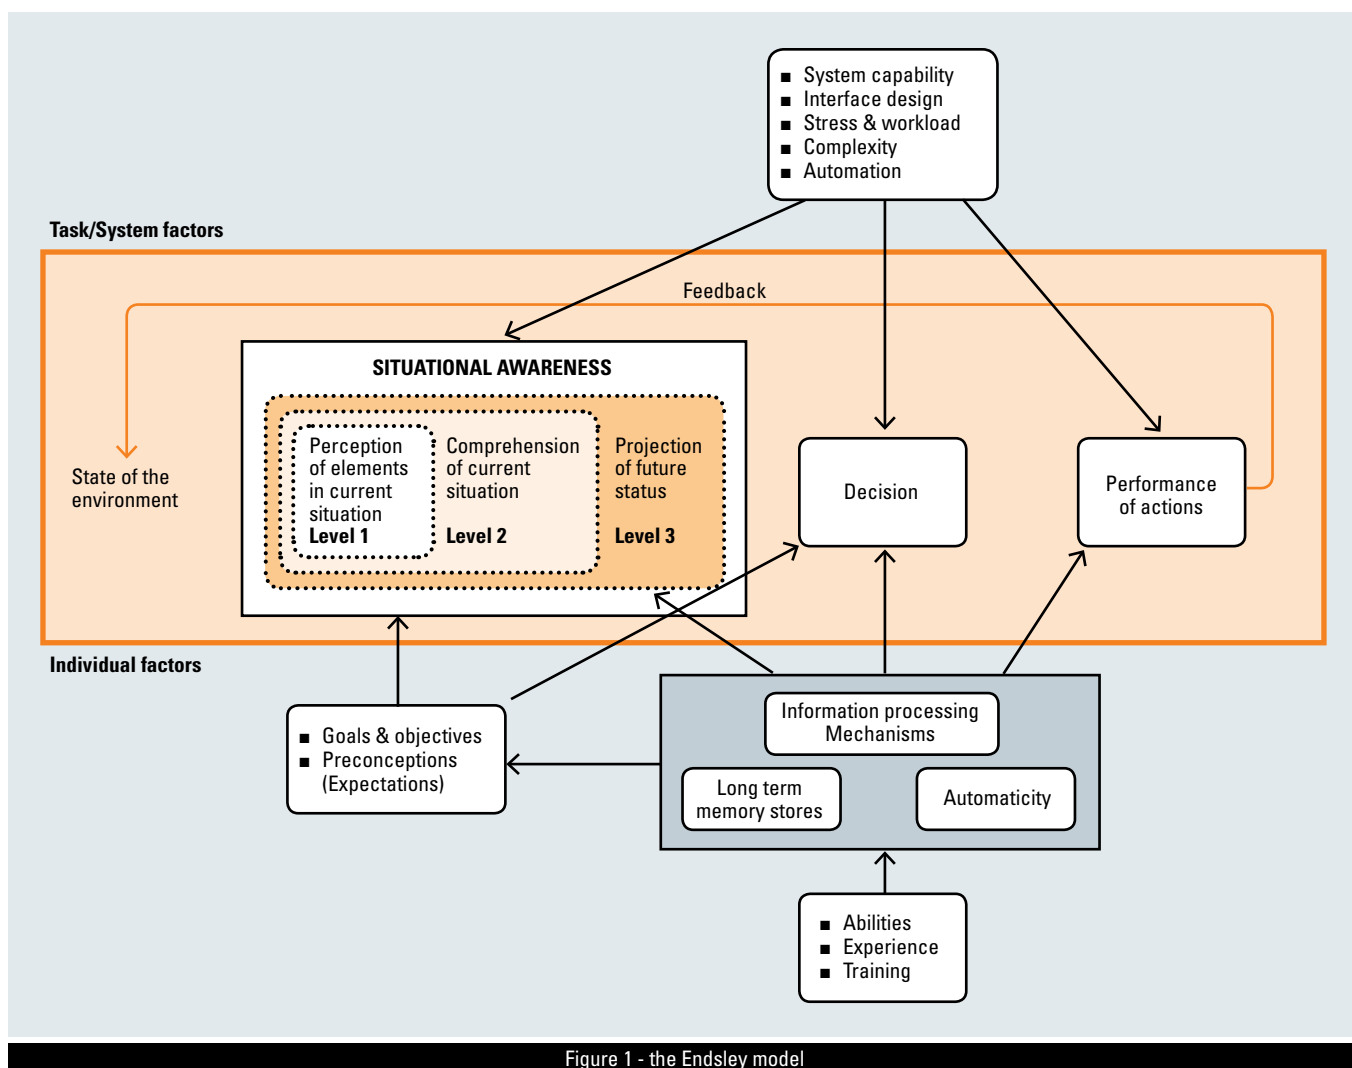 ■ System capability
■ Interface design
■ Stress & workload
■ Complexity
■ Automation
Task/System factors
Feedback
SITUATIONAL AWARENESS
Perception
of elements
in current
situation
Level 1
Comprehension
of current
situation
Level 2
Projection
of future
status
Level 3
State of the
environment
Decision
Performance
of actions
Individual factors
■ Goals & objectives
■ Preconceptions
(Expectations)
Information processing
Mechanisms
Long term
memory stores
Automaticity
■ Abilities
■ Experience
■ Training
Figure 1 - the Endsley model